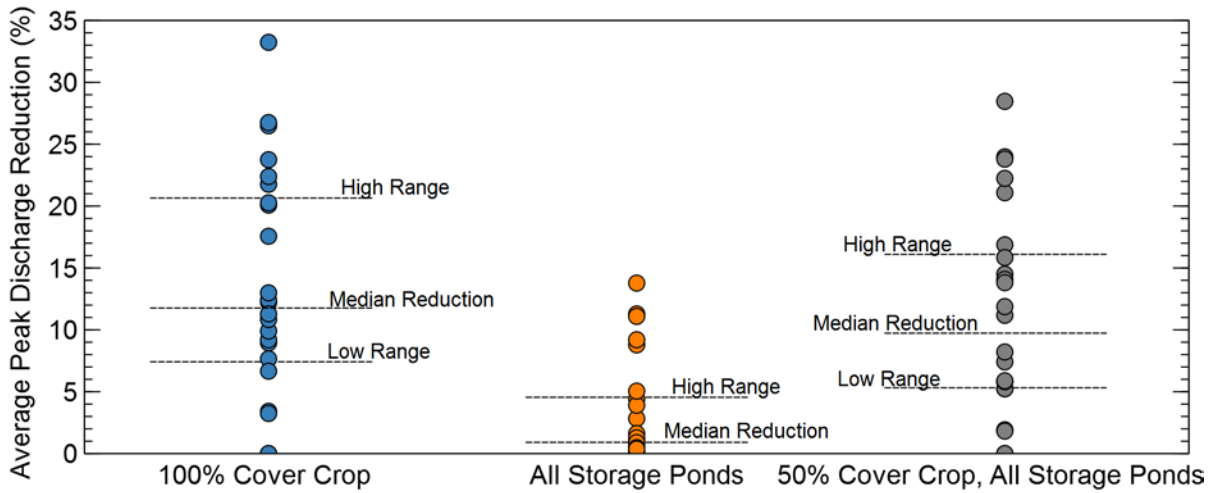 Average Peak Discharge Reduction (%)
35
30
25
20
15
10
5
0
High Range
Median Reduction
Low Range
High Range
Median Reduction
High Range
Median Reduction
Low Range
100% Cover Crop
All Storage Ponds
50% Cover Crop, All Storage Ponds